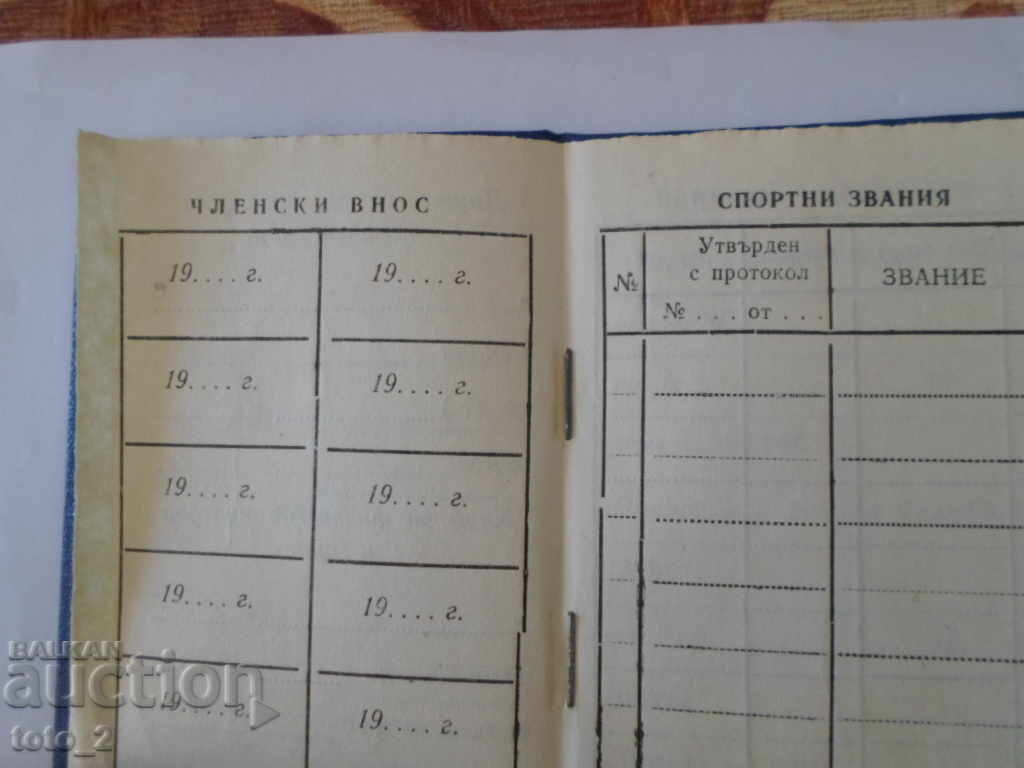 ЧЛЕНСКИ ВНОС
19.... г. 19.... г.
19.... г. 19.... г.
19.... г. 19.... г.
19.... г. 19.... г.
19.... г. 19.... г.
СПОРТНИ ЗВАНИЯ
№
Утвърден
с протокол
№ ... от ...
ЗВАНИЕ
BALKAN
auction
toto_2